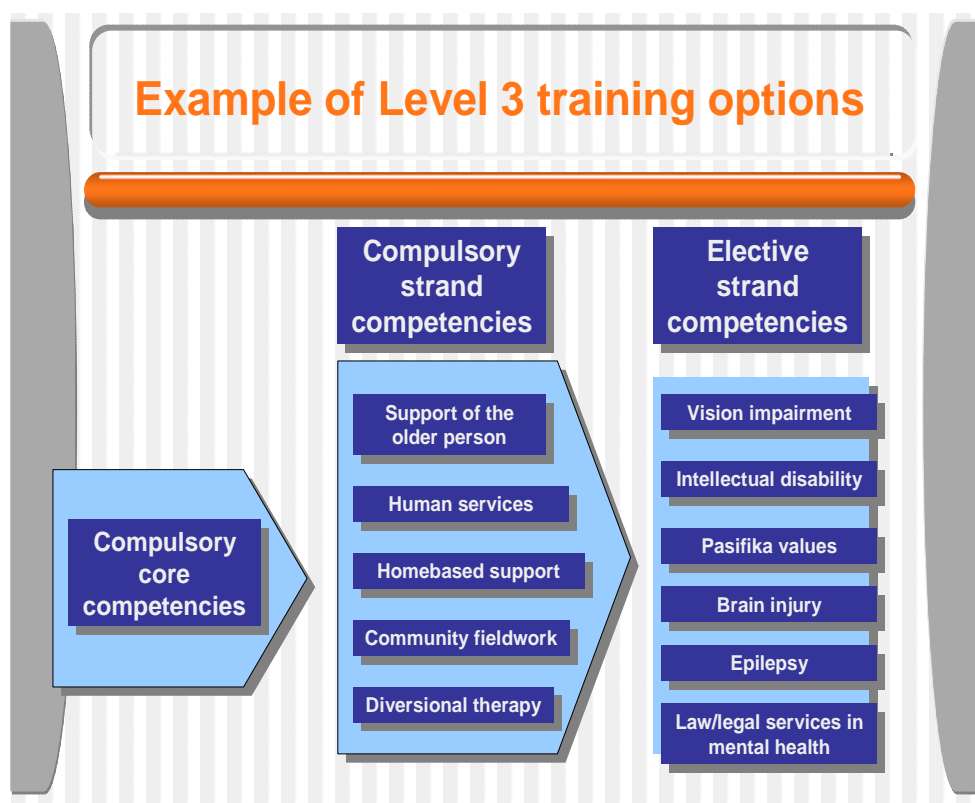 Example of Level 3 training options
Compulsory
core
competencies
Compulsory
strand
competencies
Support of the
older person
Human services
Homebased support
Community fieldwork
Diversional therapy
Elective
strand
competencies
Vision impairment
Intellectual disability
Pasifika values
Brain injury
Epilepsy
Law/legal services in
mental health